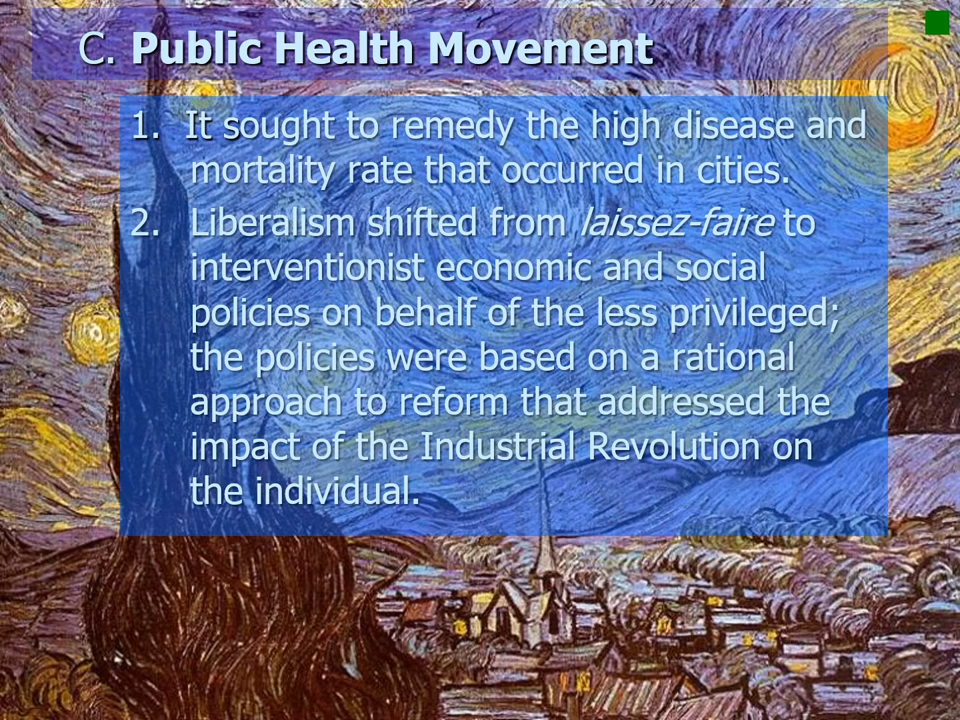 C. Public Health Movement
1. It sought to remedy the high disease and
mortality rate that occurred in cities.
2. Liberalism shifted from laissez-faire to
interventionist economic and social
policies on behalf of the less privileged;
the policies were based on a rational
approach to reform that addressed the
impact of the Industrial Revolution on
the individual.